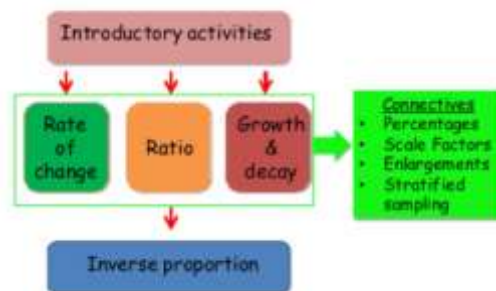 Introductory activities
Rate
of
change
Ratio
Growth
&
decay
Connectives
• Percentages
• Scale Factors
• Enlargements
• Stratified
sampling
Inverse proportion